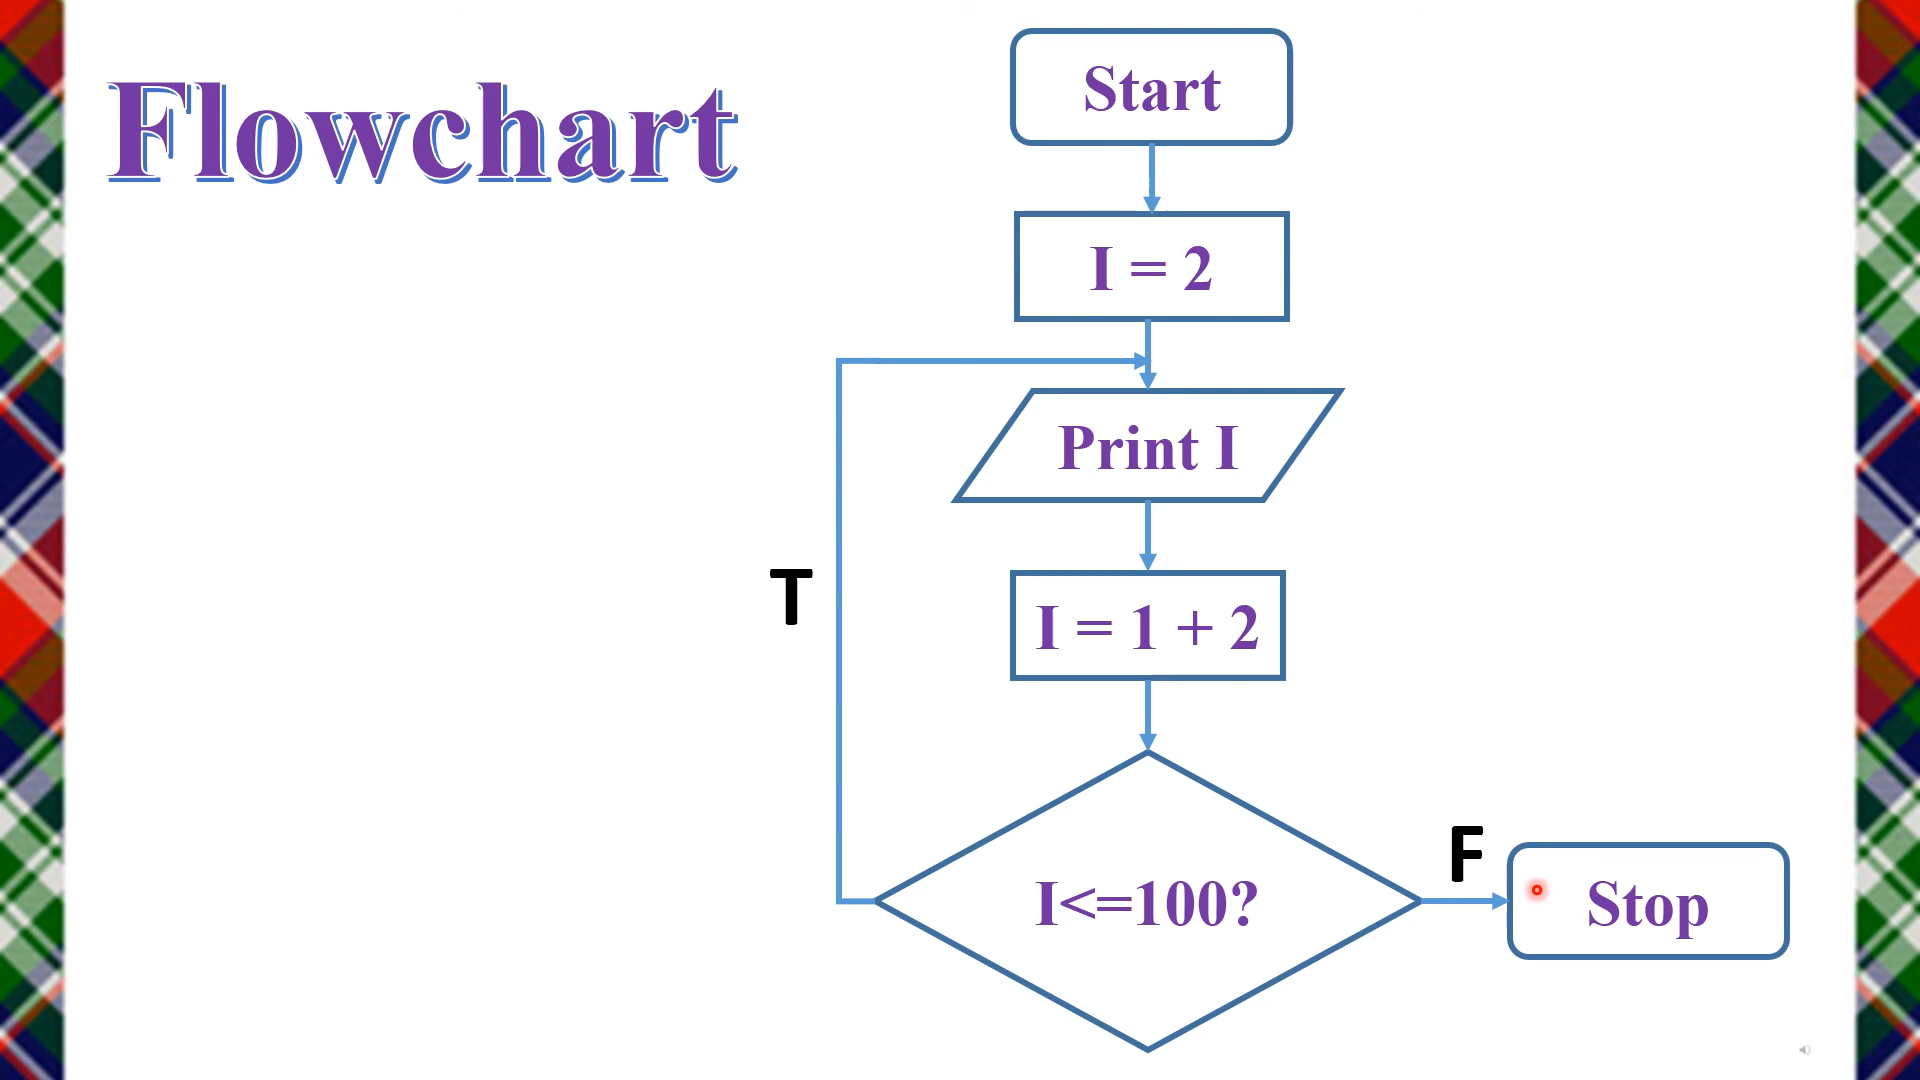 Flowchart
Start
I = 2
Print I
I = 1 + 2
T
I<=100?
F
Stop